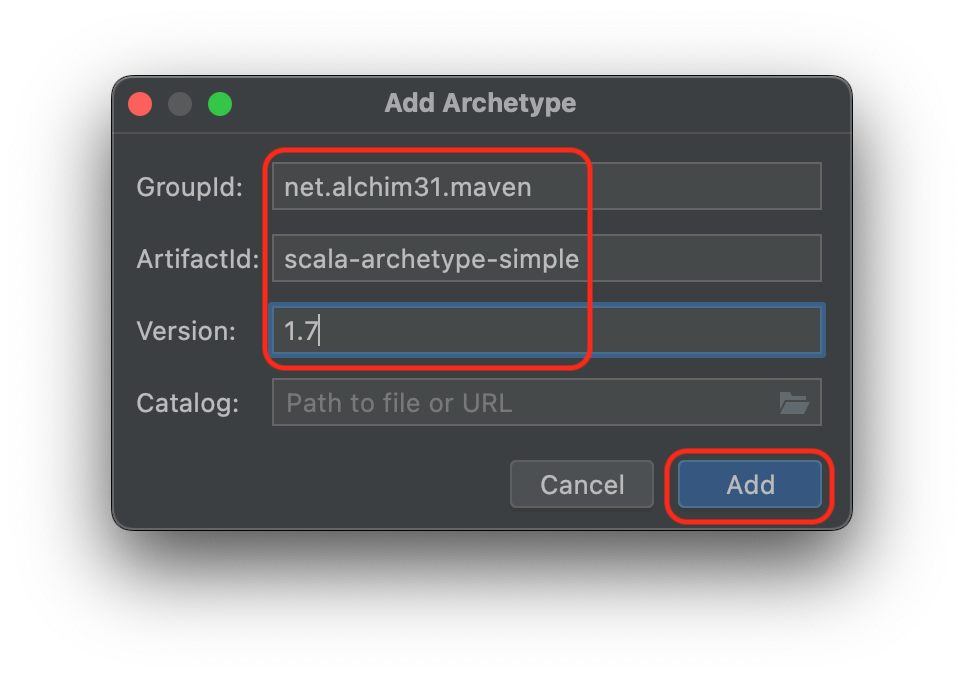 Add Archetype
GroupId: net.alchim31.maven
ArtifactId: scala-archetype-simple
Version: 1.7
Catalog: Path to file or URL
Cancel Add